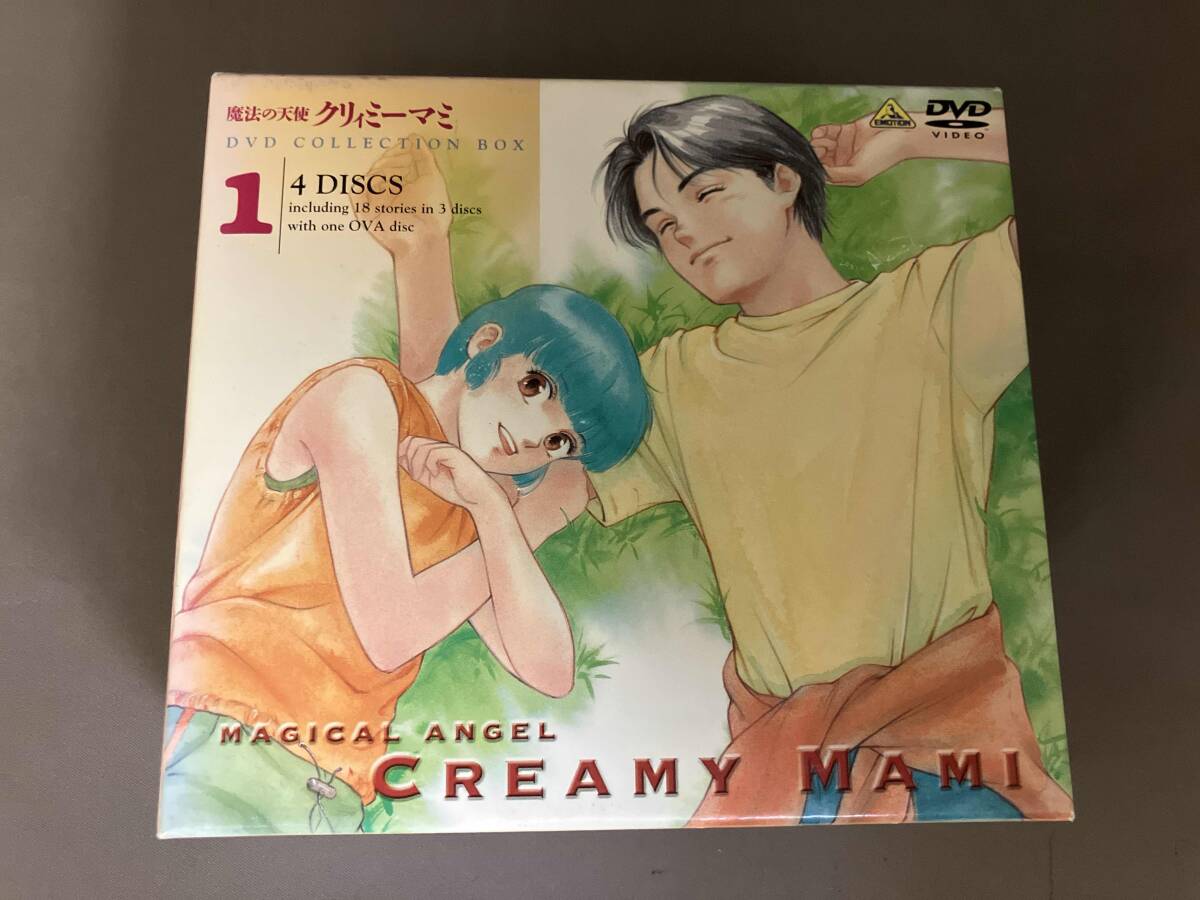 魔法の天使 クリィミーマミ
DVD COLLECTION BOX
1
4 DISCS
including 18 stories in 3 discs
with one OVA disc
EMOTION
DVD
VIDEO
MAGICAL ANGEL
CREAMY MAMI